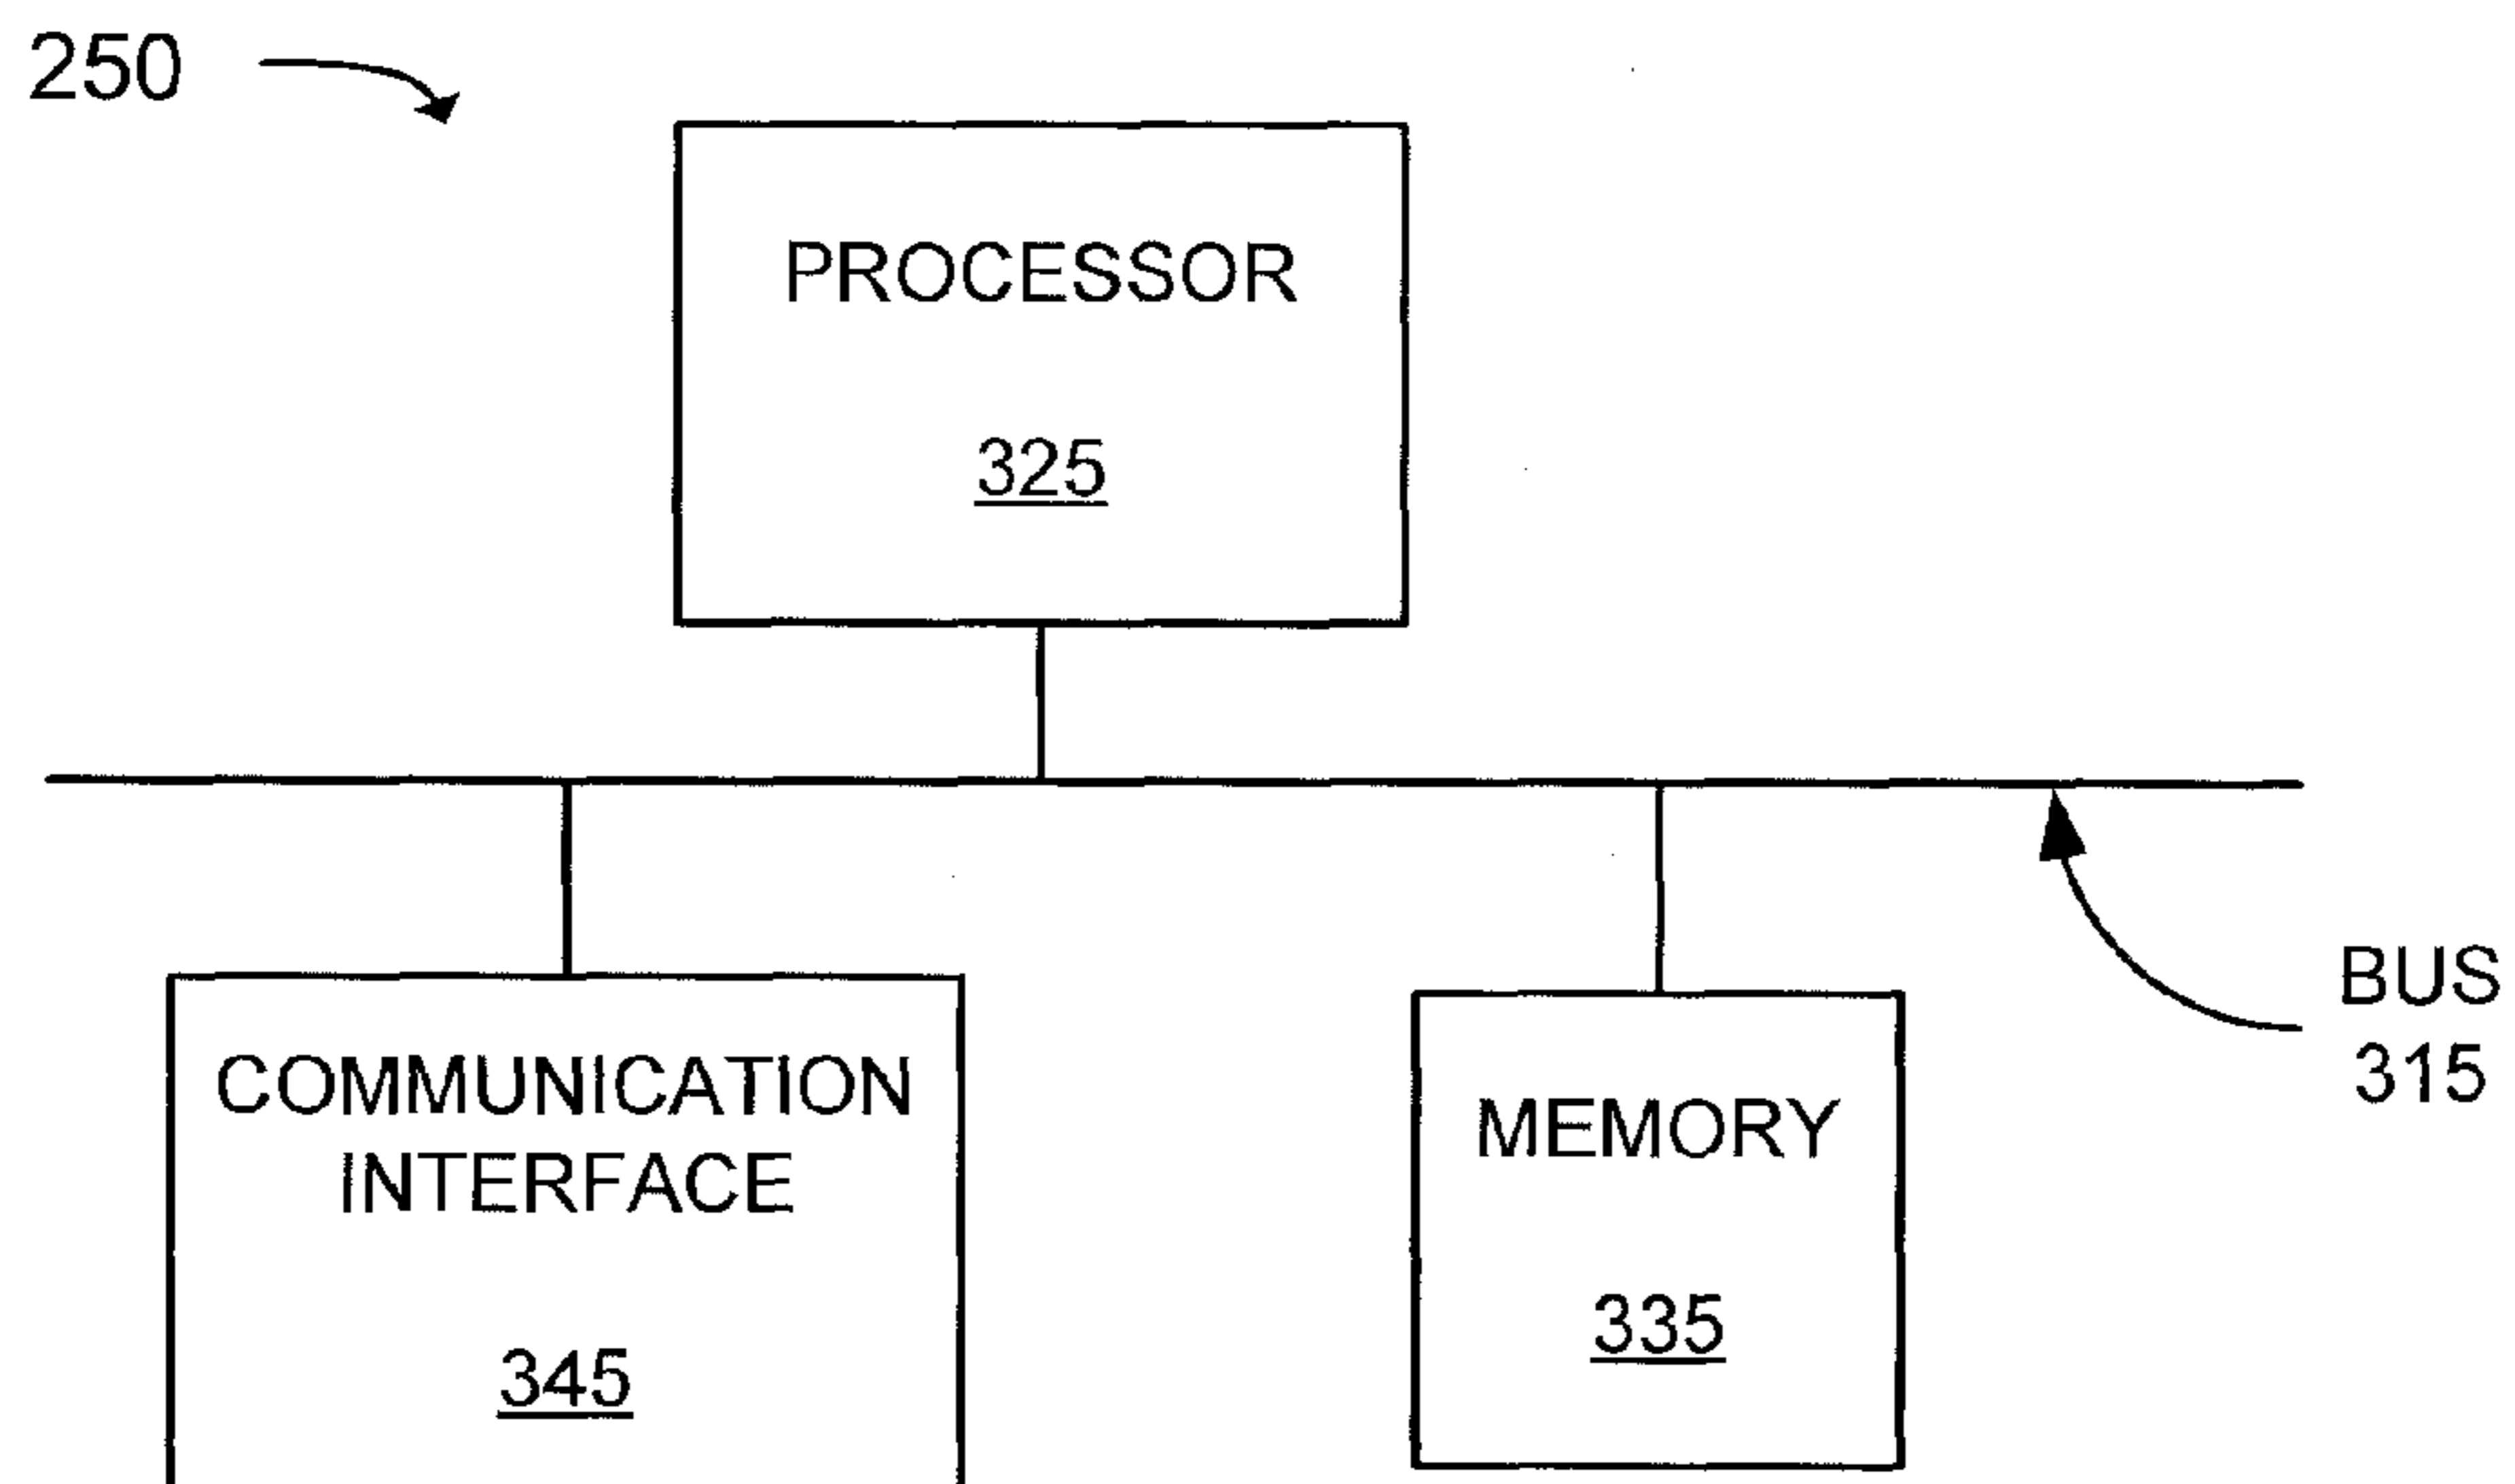 250
PROCESSOR
325
BUS
315
COMMUNICATION
INTERFACE
345
MEMORY
335